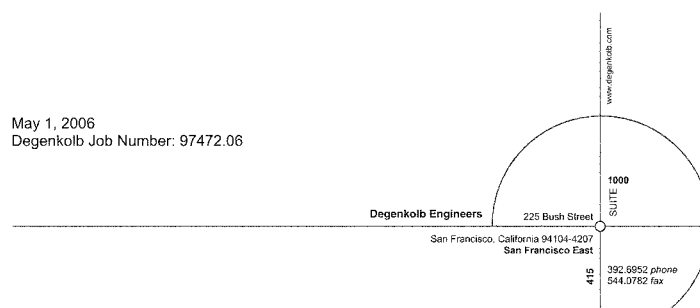 www.degenkolb.com
May 1, 2006
Degenkolb Job Number: 97472.06
SUITE 1000
Degenkolb Engineers
225 Bush Street
San Francisco, California 94104-4207
San Francisco East
415
392.6952 phone
544.0782 fax